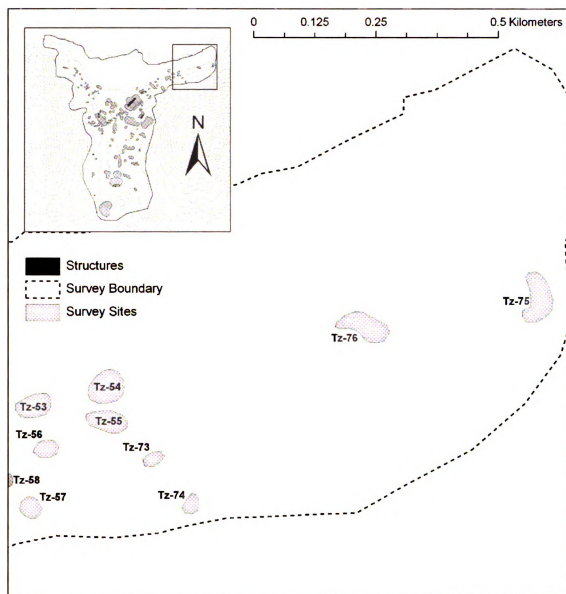 0 0.125 0.25 0.5 Kilometers
N
Structures
Survey Boundary
Survey Sites
Tz-75
Tz-76
Tz-54
Tz-53
Tz-55
Tz-56
Tz-73
Tz-58
Tz-57
Tz-74